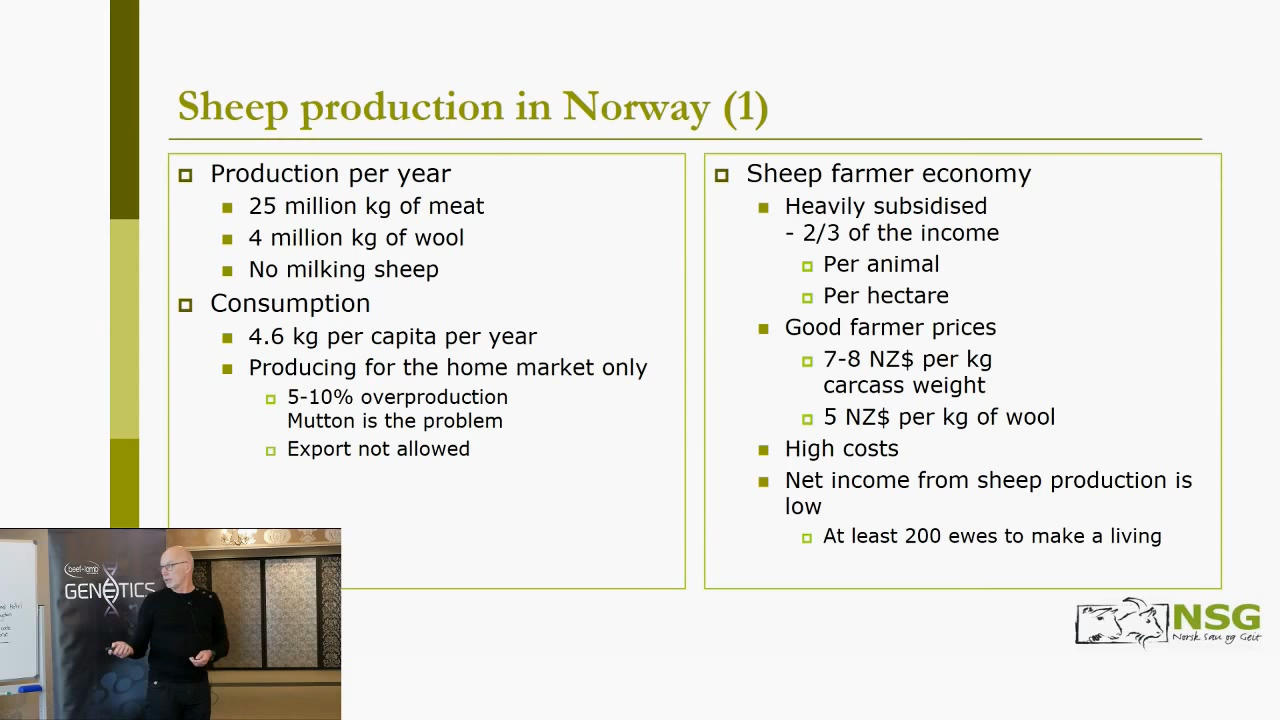 Sheep production in Norway (1)
Production per year
25 million kg of meat
4 million kg of wool
No milking sheep
Consumption
4.6 kg per capita per year
Producing for the home market only
5-10% overproduction
Mutton is the problem
Export not allowed
Sheep farmer economy
Heavily subsidised
- 2/3 of the income
Per animal
Per hectare
Good farmer prices
7-8 NZ$ per kg
carcass weight
5 NZ$ per kg of wool
High costs
Net income from sheep production is
low
At least 200 ewes to make a living
beef+lamb
GENETICS
NSG
Norsk Sau og Geit